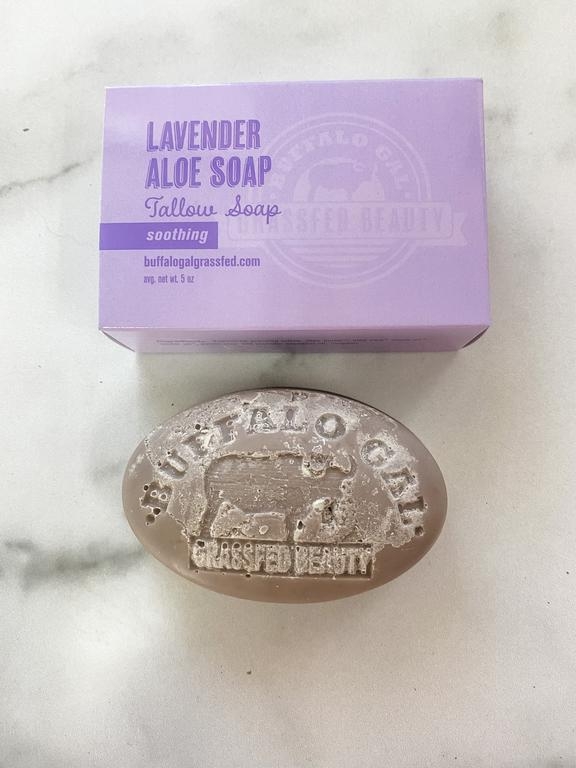 LAVENDER
ALOE SOAP
Tallow Soap
soothing
buffalogalgrassfed.com
avg. net wt. 5 oz
BUFFALO GAL
GRASSFED BEAUTY
BUFFALO GAL
GRASSFED BEAUTY